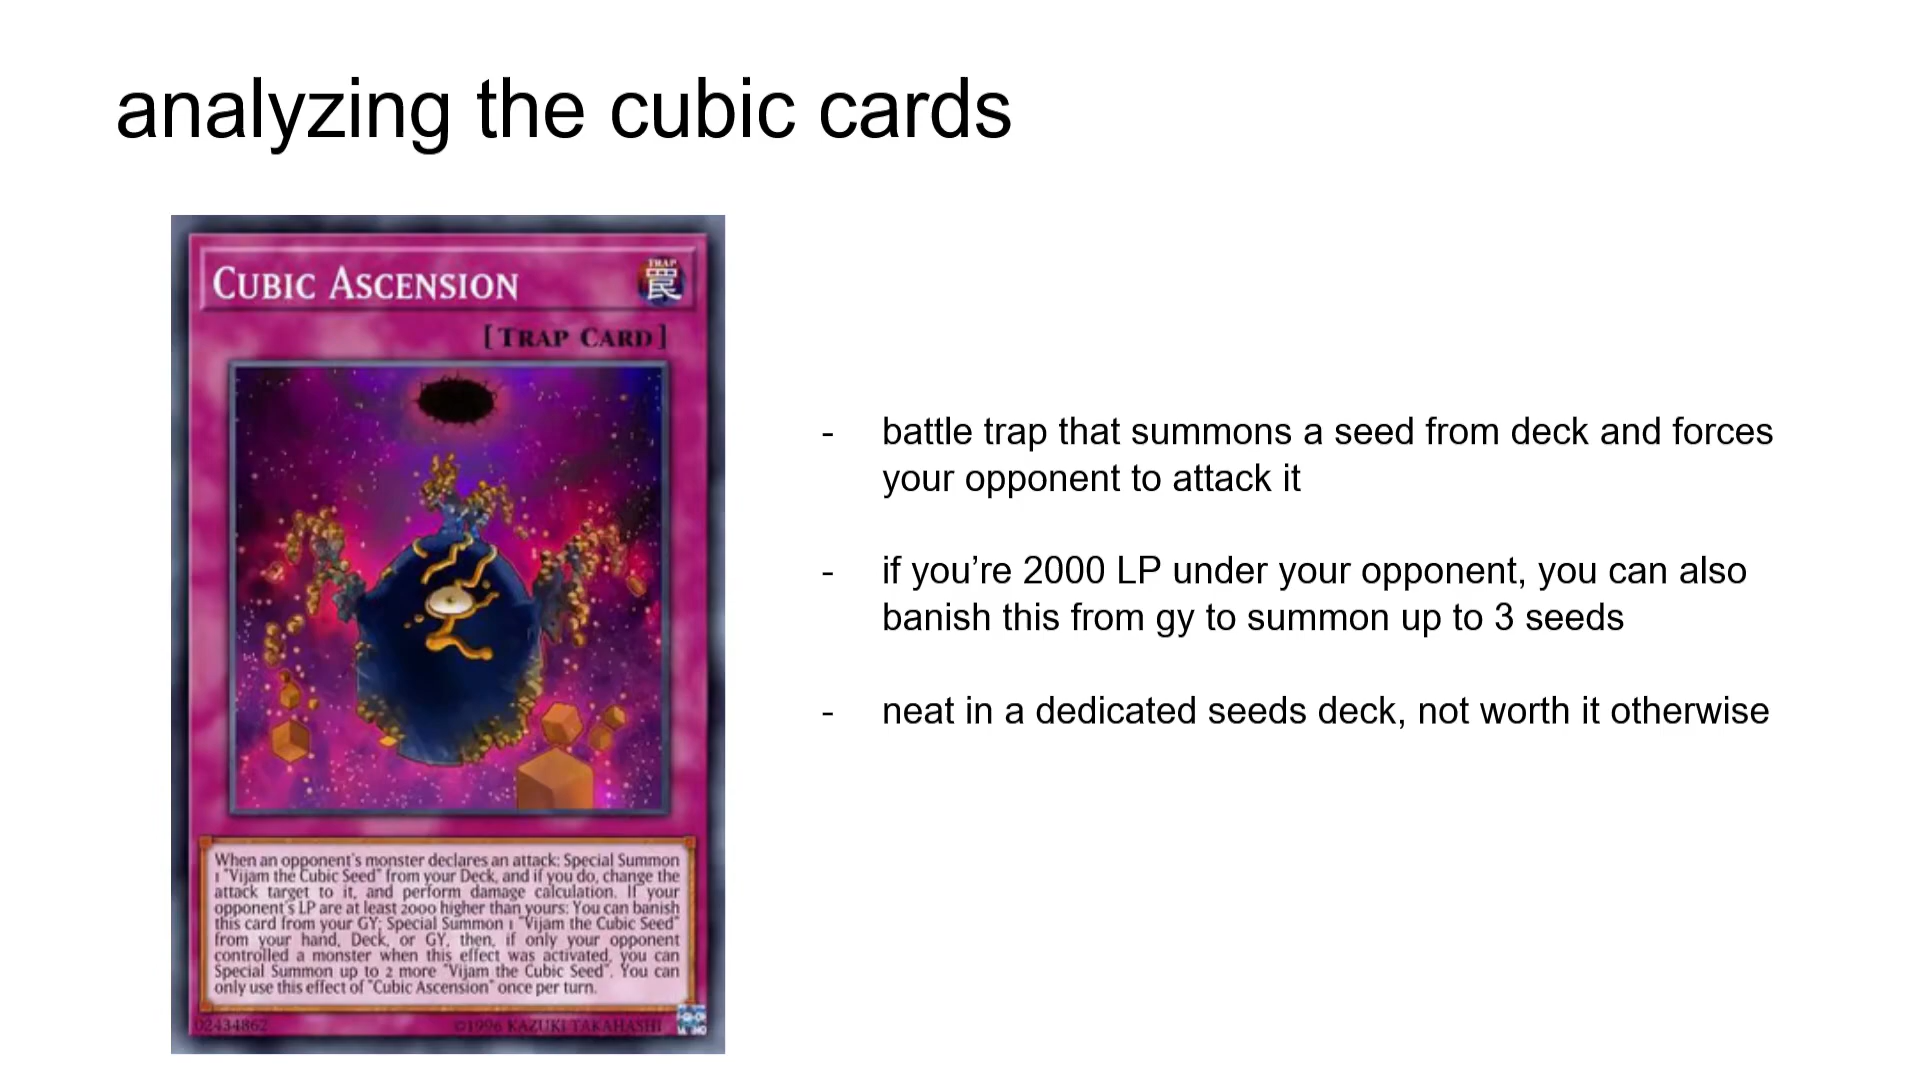 analyzing the cubic cards
CUBIC ASCENSION
TRAP
罠
[TRAP CARD]
- battle trap that summons a seed from deck and forces
your opponent to attack it
- if you’re 2000 LP under your opponent, you can also
banish this from gy to summon up to 3 seeds
- neat in a dedicated seeds deck, not worth it otherwise
When an opponent's monster declares an attack: Special Summon
1 "Vijam the Cubic Seed" from your Deck, and if you do, change the
attack target to it, and perform damage calculation. If your
opponent's LP are at least 2000 higher than yours: You can banish
this card from your GY; Special Summon 1 "Vijam the Cubic Seed"
from your hand, Deck, or GY, then, if only your opponent
controlled a monster when this effect was activated, you can
Special Summon up to 2 more "Vijam the Cubic Seed". You can
only use this effect of "Cubic Ascension" once per turn.
02434862
©1996 KAZUKI TAKAHASHI